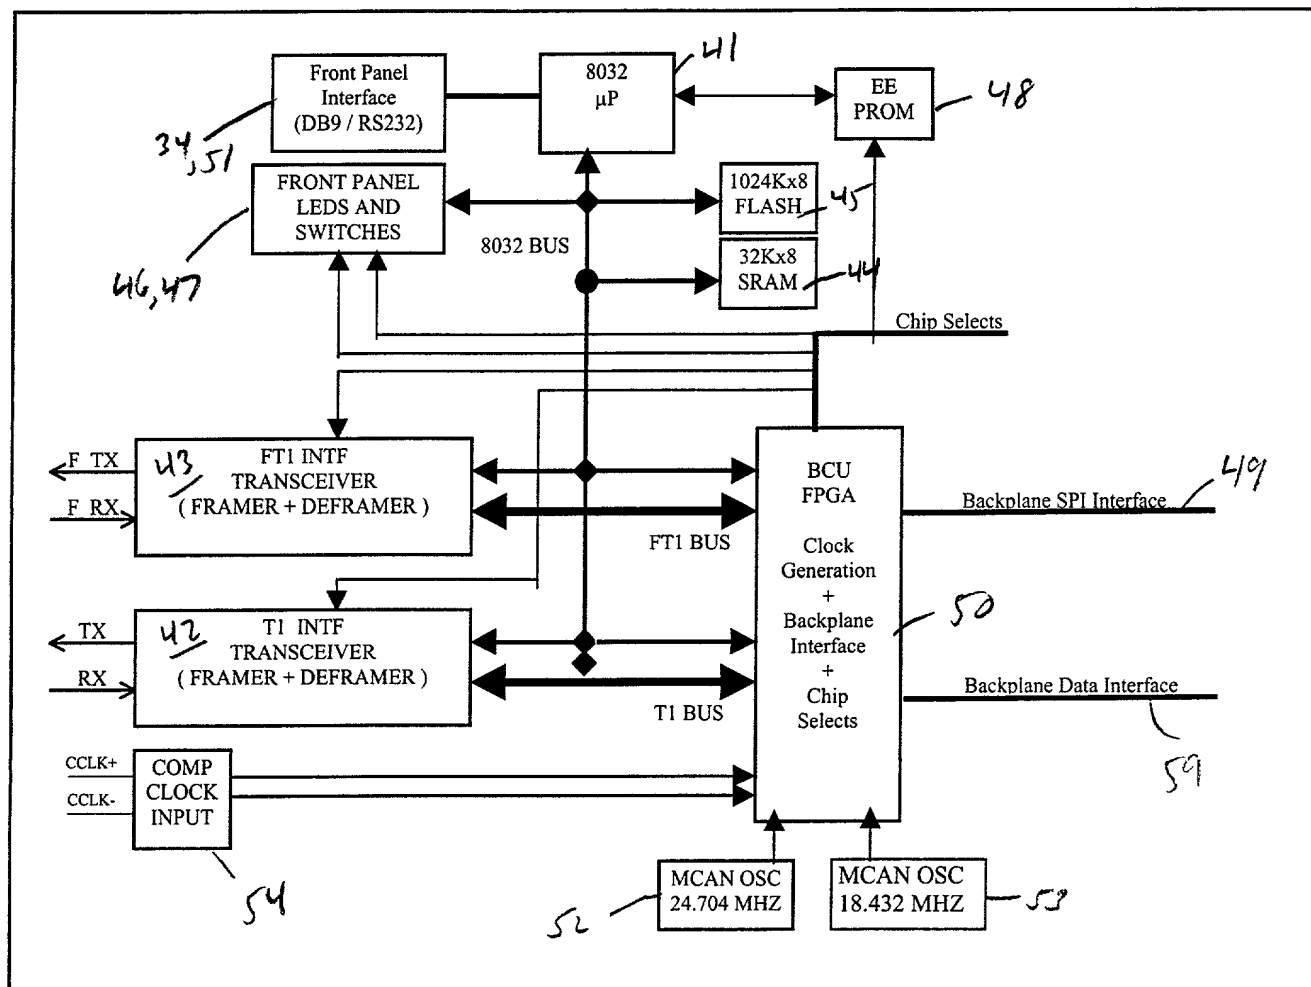 Front Panel
Interface
(DB9 / RS232)
34, 51
8032
µP
41
EE
PROM
48
FRONT PANEL
LEDS AND
SWITCHES
46, 47
8032 BUS
1024Kx8
FLASH
45
32Kx8
SRAM
44
Chip Selects
F TX
F RX
43
FT1 INTF
TRANSCEIVER
( FRAMER + DEFRAMER )
FT1 BUS
BCU
FPGA
Clock
Generation
+
Backplane
Interface
+
Chip
Selects
50
Backplane SPI Interface
49
TX
RX
42
T1 INTF
TRANSCEIVER
( FRAMER + DEFRAMER )
T1 BUS
Backplane Data Interface
59
CCLK+
CCLK-
COMP
CLOCK
INPUT
54
MCAN OSC
24.704 MHZ
52
MCAN OSC
18.432 MHZ
53